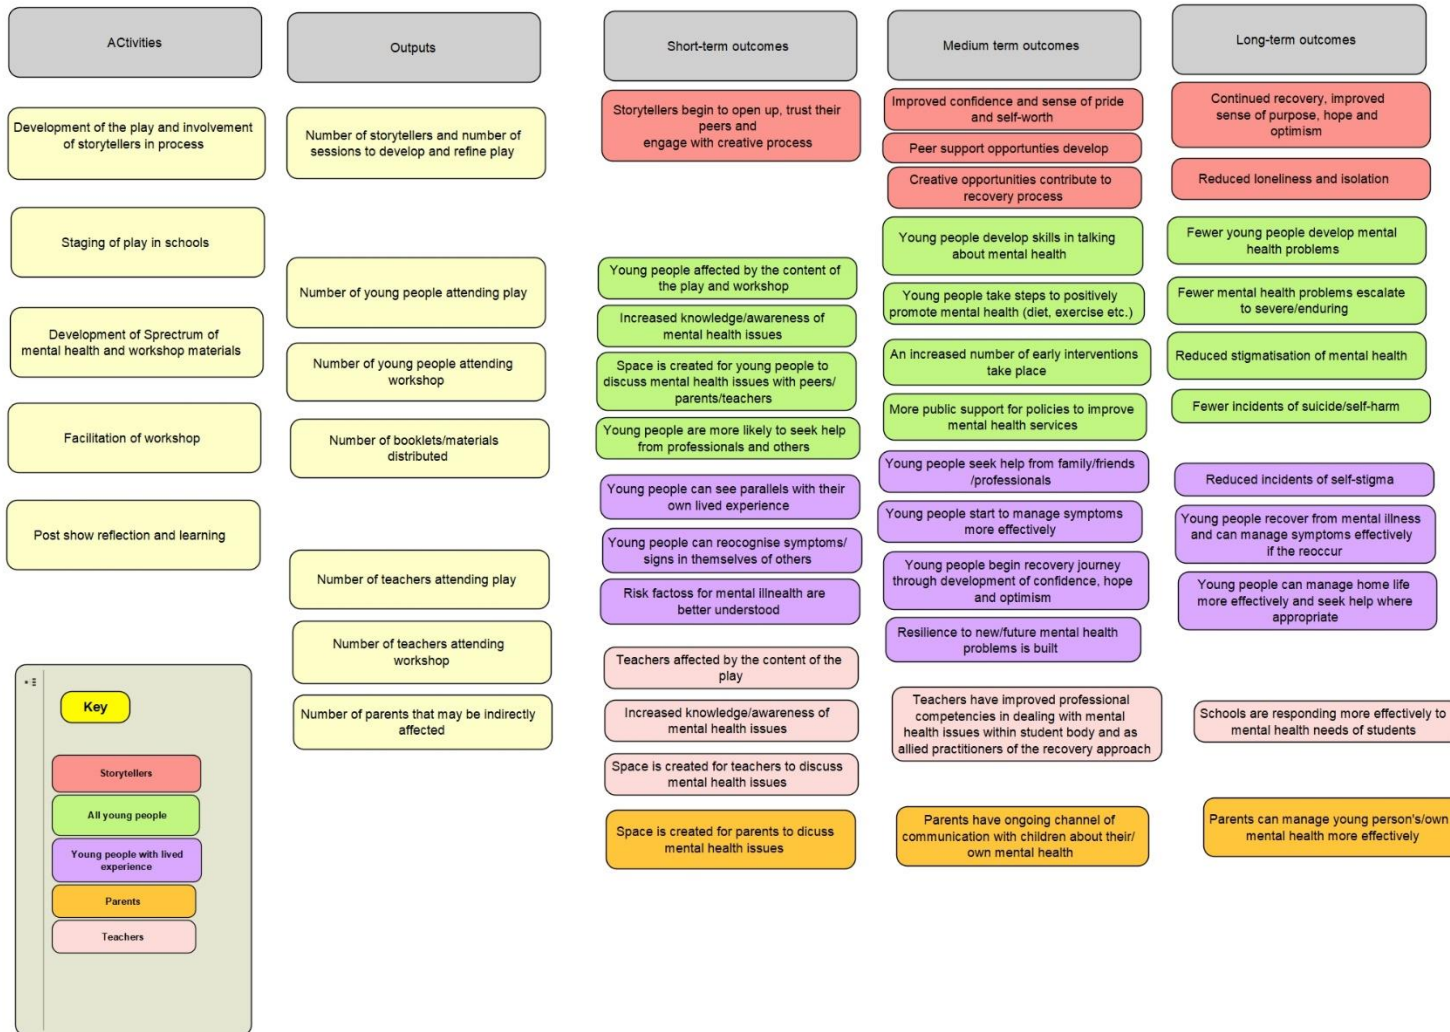 ACtivities
Development of the play and involvement
of storytellers in process
Staging of play in schools
Development of Sprectrum of
mental health and workshop materials
Facilitation of workshop
Post show reflection and learning
Key
Storytellers
All young people
Young people with lived
experience
Parents
Teachers
Outputs
Number of storytellers and number of
sessions to develop and refine play
Number of young people attending play
Number of young people attending
workshop
Number of booklets/materials
distributed
Number of teachers attending play
Number of teachers attending
workshop
Number of parents that may be indirectly
affected
Short-term outcomes
Storytellers begin to open up, trust their
peers and
engage with creative process
Young people affected by the content of
the play and workshop
Increased knowledge/awareness of
mental health issues
Space is created for young people to
discuss mental health issues with peers/
parents/teachers
Young people are more likely to seek help
from professionals and others
Young people can see parallels with their
own lived experience
Young people can reocognise symptoms/
signs in themselves of others
Risk factoss for mental illnealth are
better understood
Teachers affected by the content of the
play
Increased knowledge/awareness of
mental health issues
Space is created for teachers to discuss
mental health issues
Space is created for parents to dicuss
mental health issues
Medium term outcomes
Improved confidence and sense of pride
and self-worth
Peer support opportunties develop
Creative opportunities contribute to
recovery process
Young people develop skills in talking
about mental health
Young people take steps to positively
promote mental health (diet, exercise etc.)
An increased number of early interventions
take place
More public support for policies to improve
mental health services
Young people seek help from family/friends
/professionals
Young people start to manage symptoms
more effectively
Young people begin recovery journey
through development of confidence, hope
and optimism
Resilience to new/future mental health
problems is built
Teachers have improved professional
competencies in dealing with mental
health issues within student body and as
allied practitioners of the recovery approach
Parents have ongoing channel of
communication with children about their/
own mental health
Long-term outcomes
Continued recovery, improved
sense of purpose, hope and
optimism
Reduced loneliness and isolation
Fewer young people develop mental
health problems
Fewer mental health problems escalate
to severe/enduring
Reduced stigmatisation of mental health
Fewer incidents of suicide/self-harm
Reduced incidents of self-stigma
Young people recover from mental illness
and can manage symptoms effectively
if the reoccur
Young people can manage home life
more effectively and seek help where
appropriate
Schools are responding more effectively to
mental health needs of students
Parents can manage young person's/own
mental health more effectively